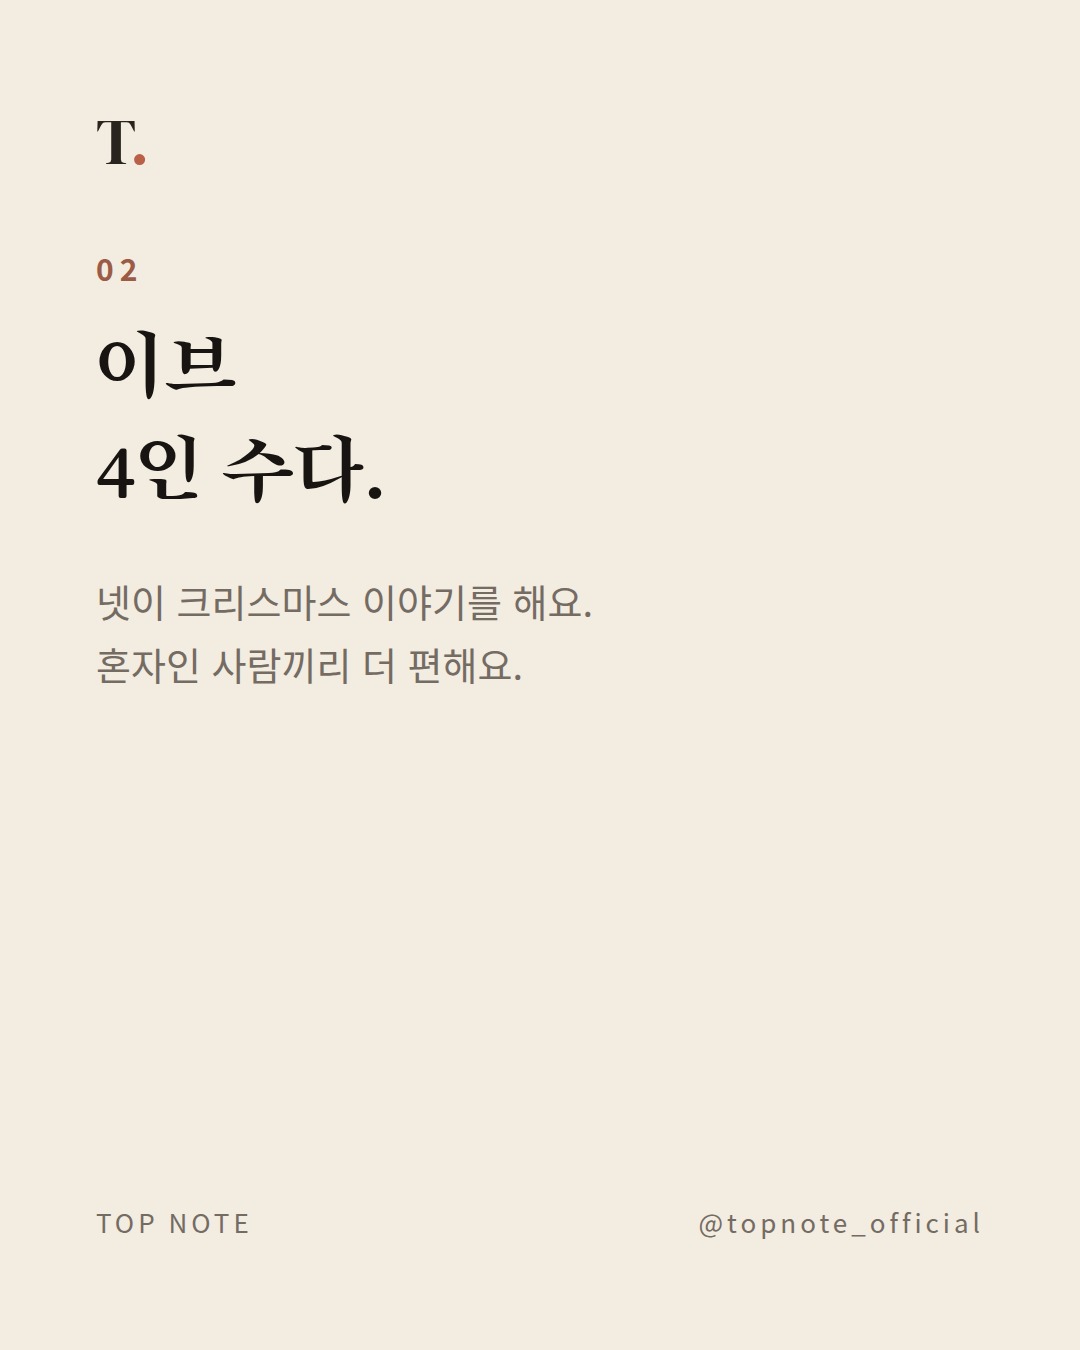 T.
02
이브
4인 수다.
넷이 크리스마스 이야기를 해요.
혼자인 사람끼리 더 편해요.
TOP NOTE
@topnote_official